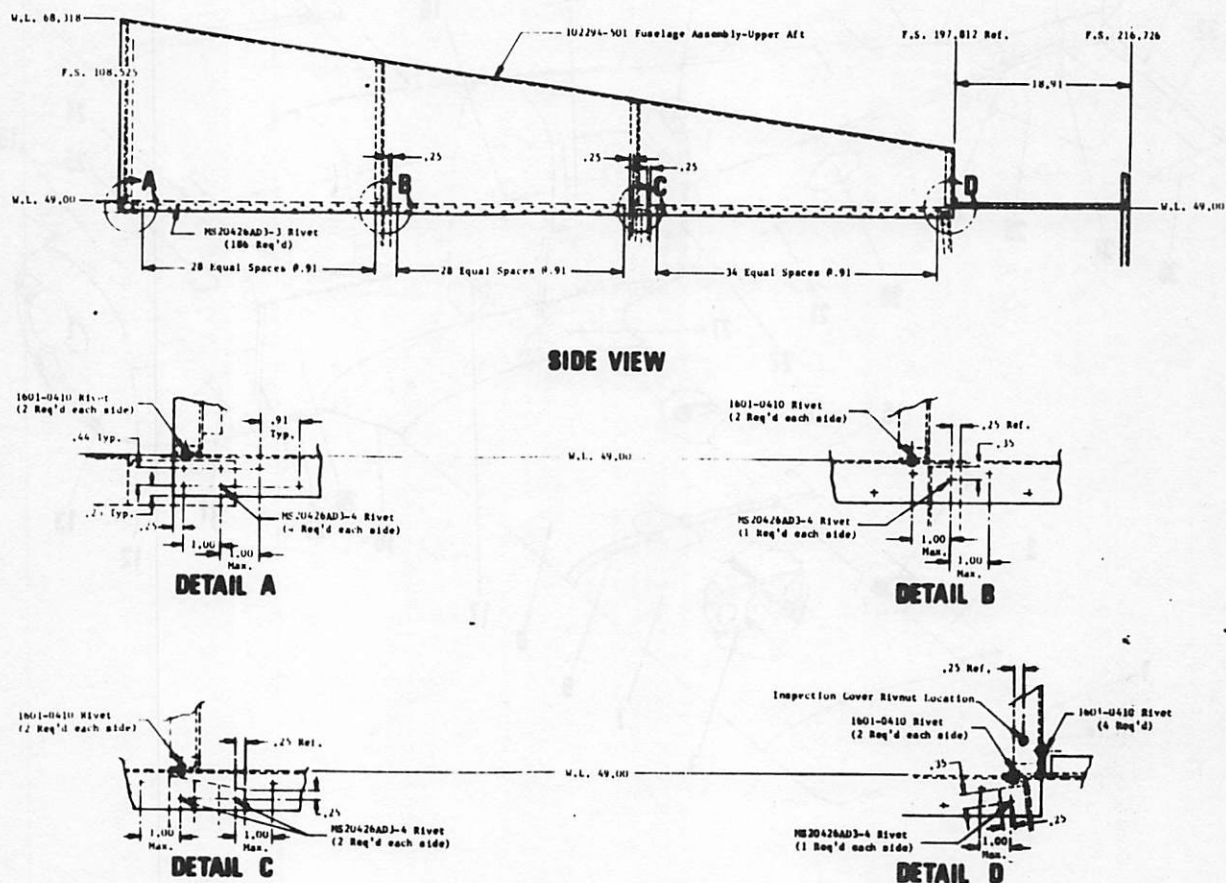 W.L. 68.318
102294-501 Fuselage Assembly-Upper Aft
F.S. 197.812 Ref.
F.S. 216.726
F.S. 108.525
18.91
.25
.25
.25
A
B
C
D
W.L. 49.00
W.L. 49.00
MS20426AD3-3 Rivet
(186 Req'd)
28 Equal Spaces @.91
28 Equal Spaces @.91
34 Equal Spaces @.91
SIDE VIEW
1601-0410 Rivet
(2 Req'd each side)
.91
Typ.
.44 Typ.
Typ.
.25
1.00
1.00
Max.
MS20426AD3-4 Rivet
Req'd each side)
DETAIL A
W.L. 49.00
1601-0410 Rivet
(2 Req'd each side)
.25 Ref.
.35
MS20426AD3-4 Rivet
(1 Req'd each side)
1.00
Max.
1.00
DETAIL B
1601-0410 Rivet
(2 Req'd each side)
.25 Ref.
.25
1.00
Max.
1.00
MS20426AD3-4 Rivet
(2 Req'd each side)
DETAIL C
W.L. 49.00
.25 Ref.
Inspection Cover Rivnut Location
1601-0410 Rivet
(2 Req'd each side)
1601-0410 Rivet
(4 Req'd)
.35
.25
MS20426AD3-4 Rivet
(1 Req'd each side)
1.00
Max.
DETAIL D